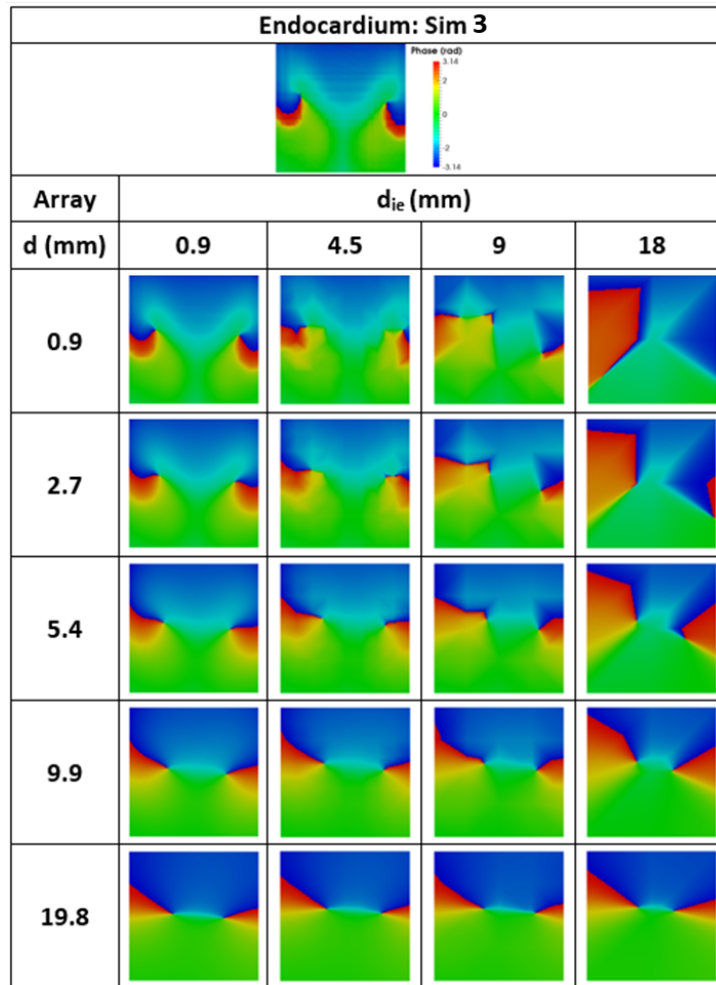 Endocardium: Sim 3
Phase (rad)
3.14
2
0
-2
-3.14
Array dᵢₑ (mm)
d (mm) 0.9 4.5 9 18
0.9
2.7
5.4
9.9
19.8